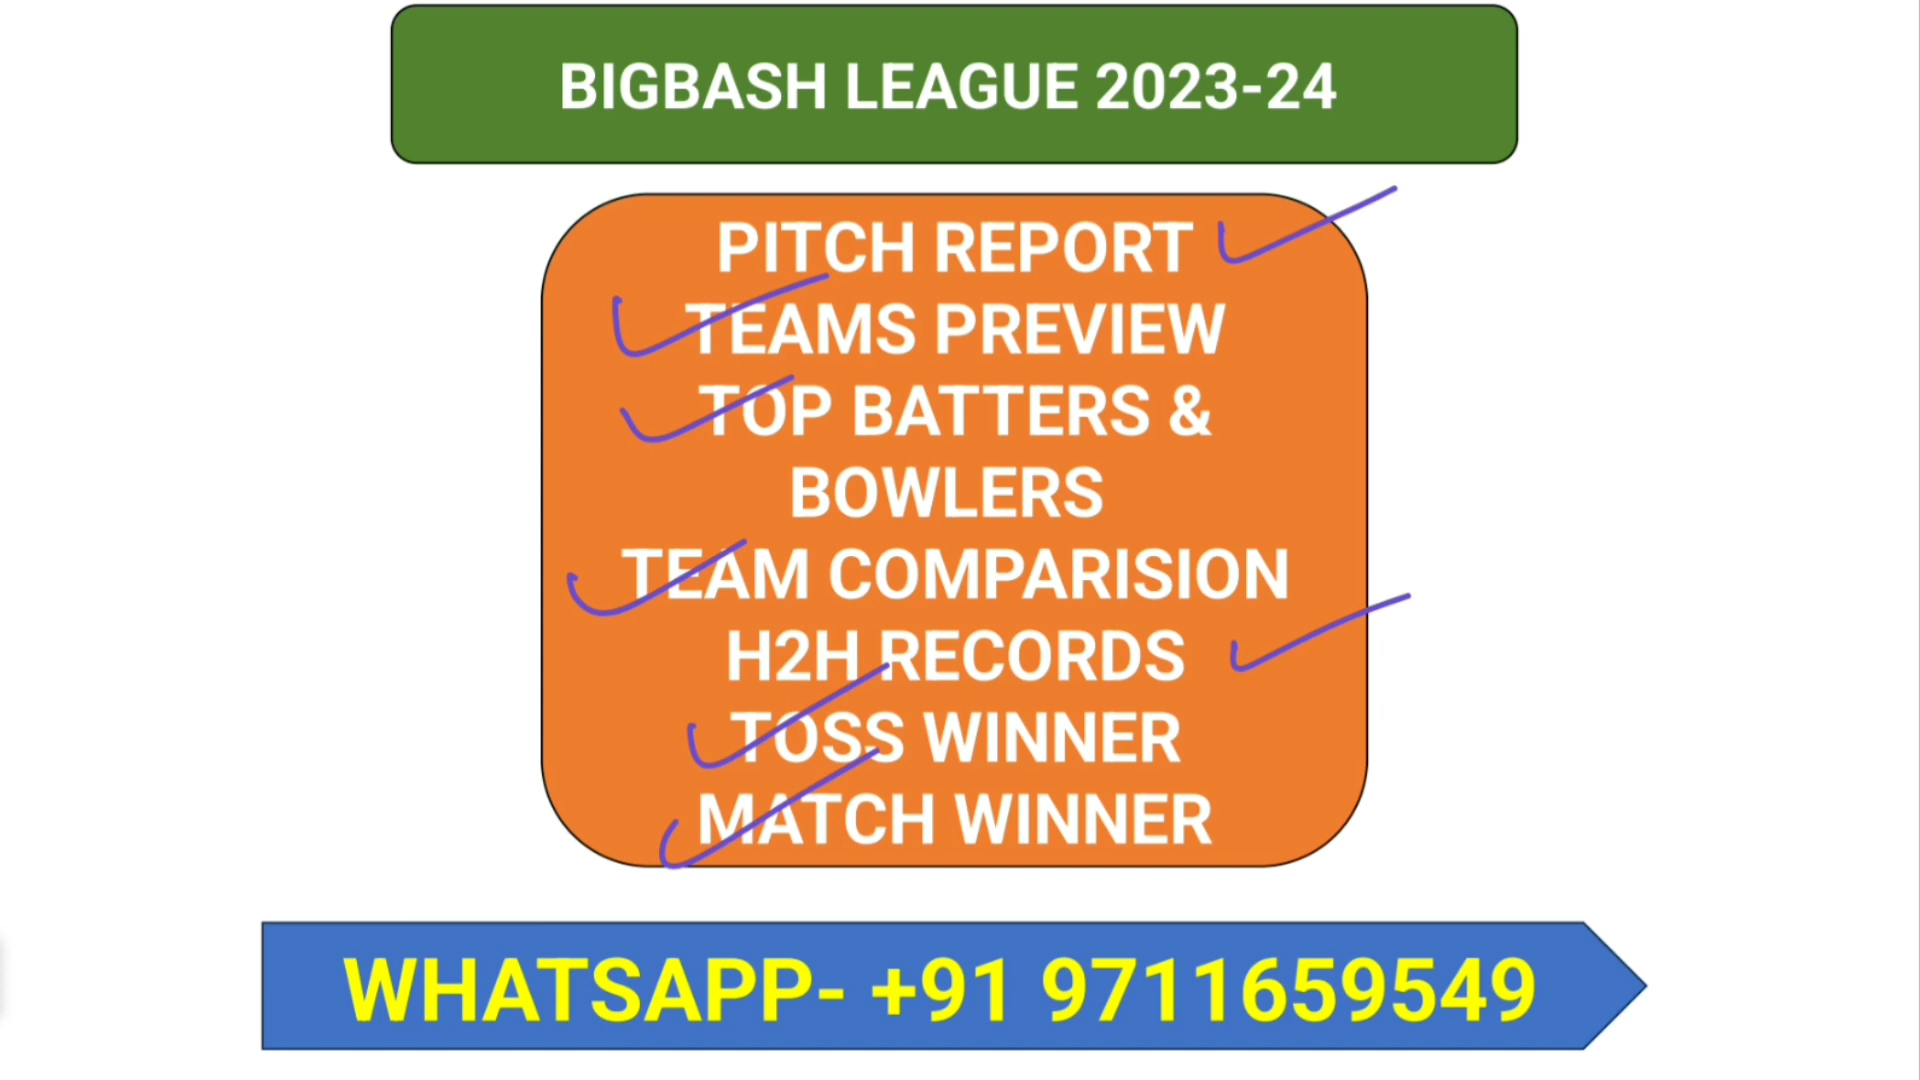 BIGBASH LEAGUE 2023-24
PITCH REPORT
TEAMS PREVIEW
TOP BATTERS &
BOWLERS
TEAM COMPARISION
H2H RECORDS
TOSS WINNER
MATCH WINNER
WHATSAPP- +91 9711659549